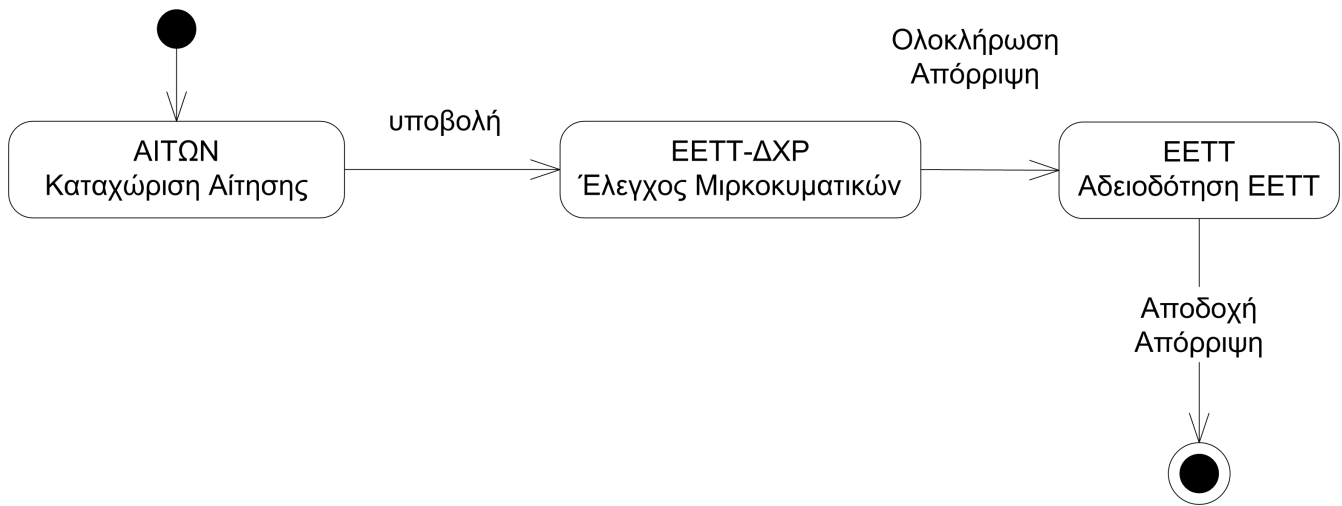 ΑΙΤΩΝ
Καταχώριση Αίτησης
υποβολή
ΕΕΤΤ-ΔΧΡ
Έλεγχος Μιρκοκυματικών
Ολοκλήρωση
Απόρριψη
ΕΕΤΤ
Αδειοδότηση ΕΕΤΤ
Αποδοχή
Απόρριψη